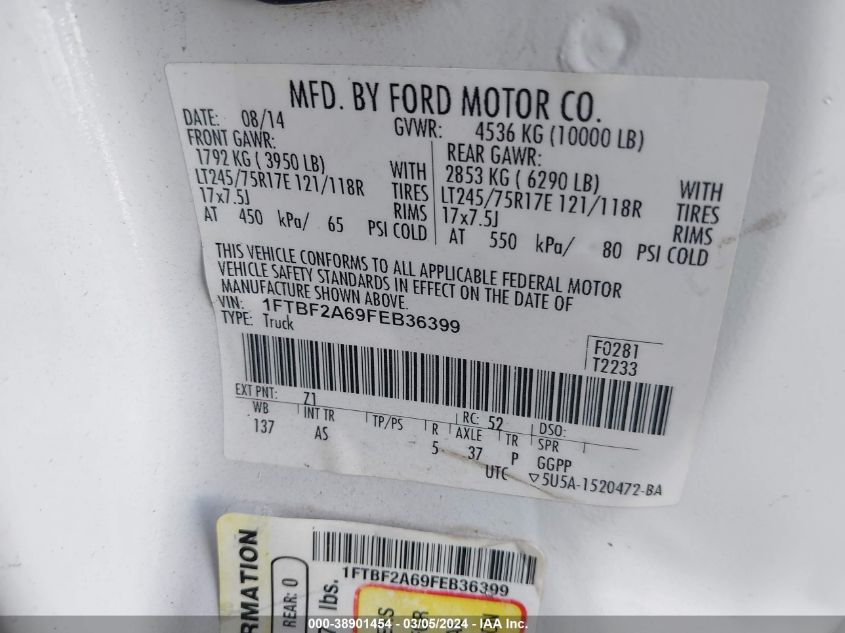 MFD. BY FORD MOTOR CO.
DATE: 08/14 GVWR: 4536 KG (10000 LB)
FRONT GAWR: REAR GAWR:
1792 KG ( 3950 LB) WITH 2853 KG ( 6290 LB) WITH
LT245/75R17E 121/118R TIRES LT245/75R17E 121/118R TIRES
17x7.5J RIMS 17x7.5J RIMS
AT 450 kPa/ 65 PSI COLD AT 550 kPa/ 80 PSI COLD
THIS VEHICLE CONFORMS TO ALL APPLICABLE FEDERAL MOTOR
VEHICLE SAFETY STANDARDS IN EFFECT ON THE DATE OF
MANUFACTURE SHOWN ABOVE.
VIN: 1FTBF2A69FEB36399
TYPE: Truck
F0281
T2233
EXT PNT: Z1 RC: 52 DSO:
WB INT TR TP/PS R AXLE TR SPR
137 AS 5 37 P GGPP
UTC ▽5U5A-1520472-BA
1FTBF2A69FEB36399
REAR: 0
lbs.
000-38901454 - 03/05/2024 - IAA Inc.